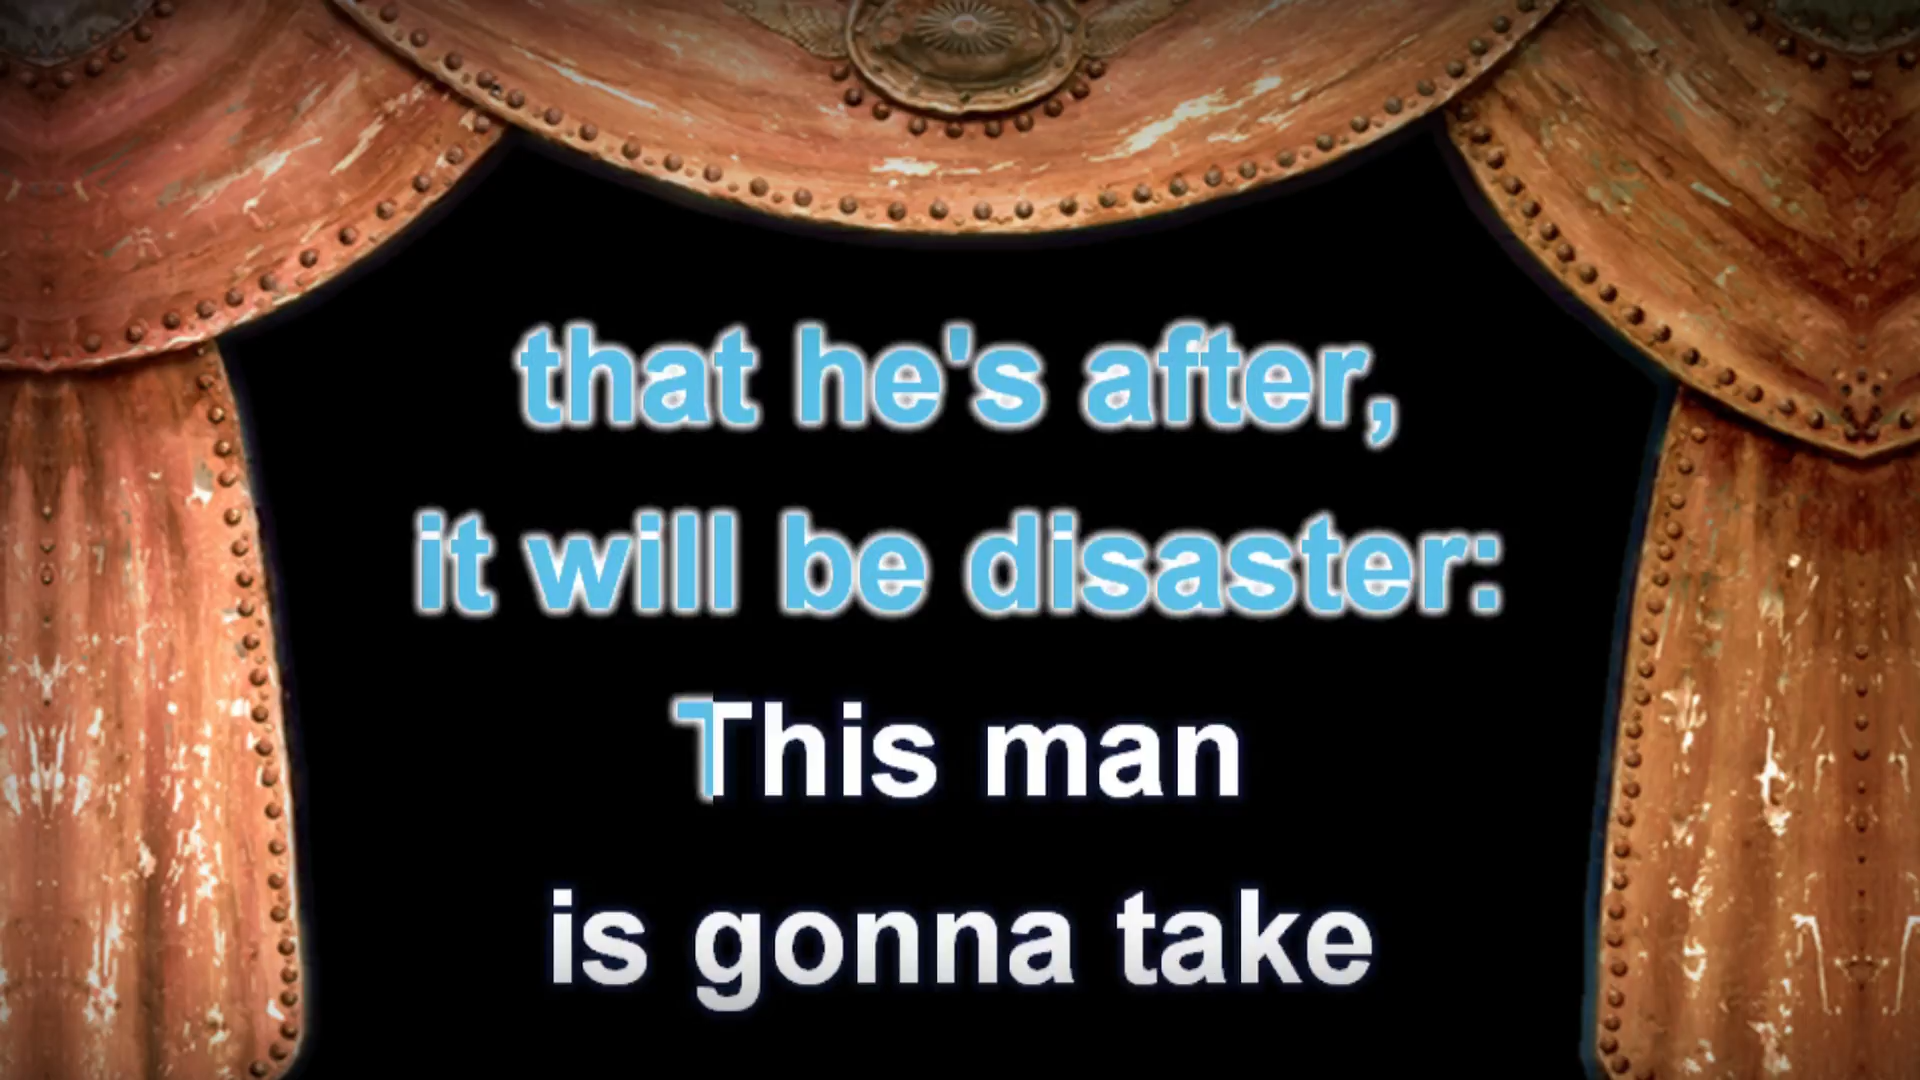 that he's after,
it will be disaster:
This man
is gonna take